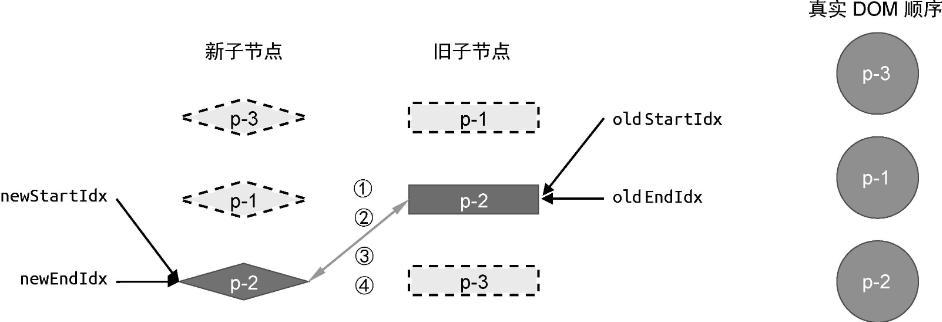 真实 DOM 顺序
新子节点
旧子节点
p-3
p-1
oldStartIdx
p-3
newStartIdx
p-1
①
②
p-2
oldEndIdx
p-1
newEndIdx
p-2
③
④
p-3
p-2